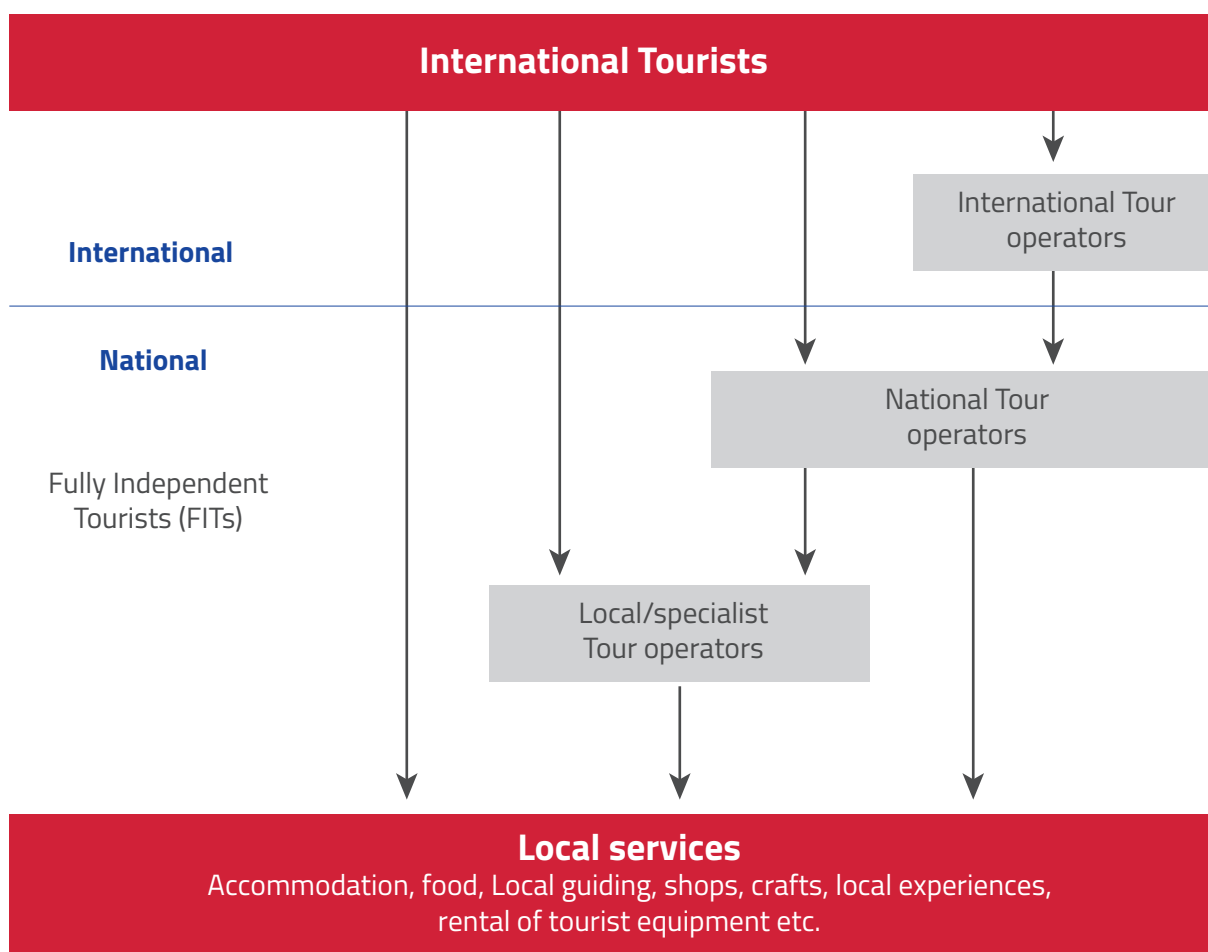 International Tourists
International Tour
operators
International
National
National Tour
operators
Fully Independent
Tourists (FITs)
Local/specialist
Tour operators
Local services
Accommodation, food, Local guiding, shops, crafts, local experiences,
rental of tourist equipment etc.